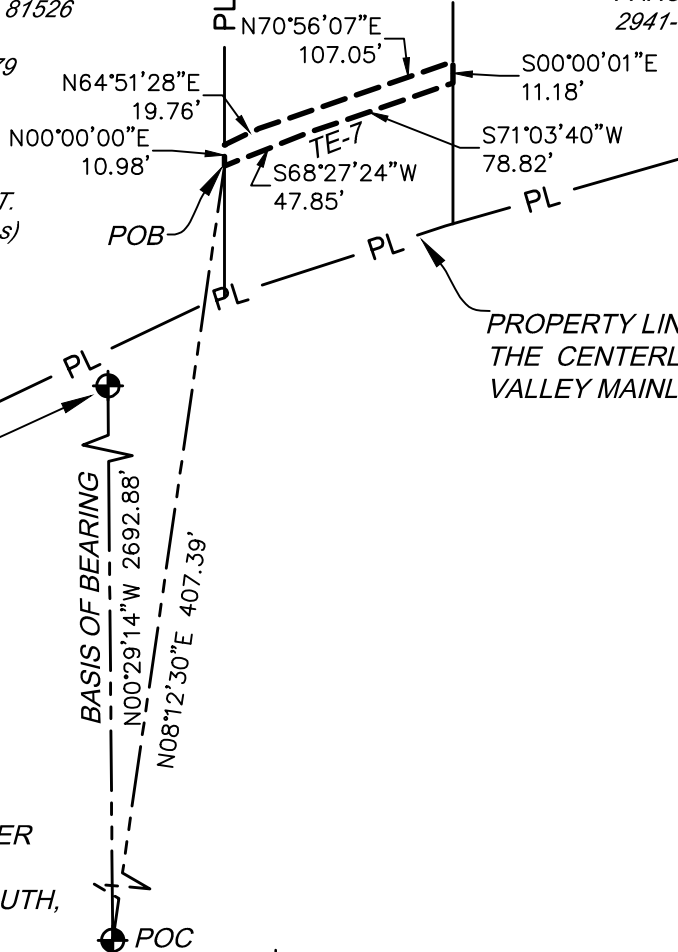 81526
PL
N70°56'07"E
107.05'
2941-
79
N64°51'28"E
19.76'
S00°00'01"E
11.18'
N00°00'00"E
10.98'
TE-7
S71°03'40"W
78.82'
S68°27'24"W
47.85'
T.
s)
POB
PL
PL
PL
PROPERTY LIN
THE CENTERL
VALLEY MAINL
PL
BASIS OF BEARING
N00°29'14"W 2692.88'
N08°12'30"E 407.39'
ER
UTH,
POC